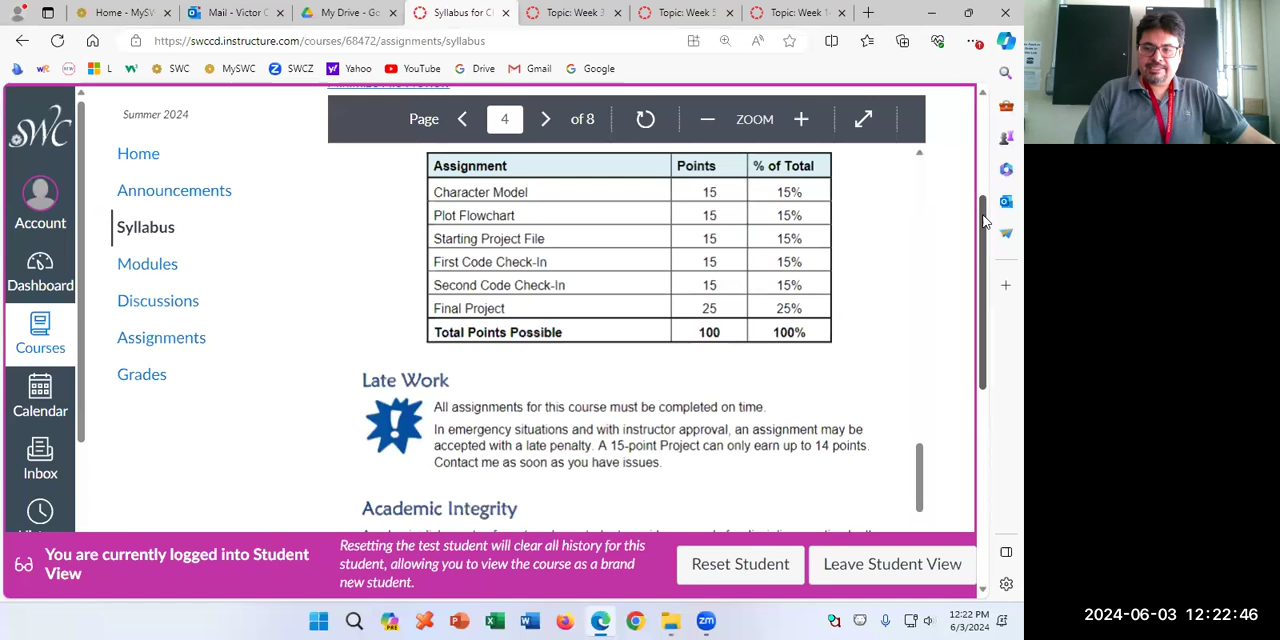 Home - MySW
Mail - Victor C
My Drive - Go
Syllabus for Cl
Topic: Week 3
Topic: Week 5
Topic: Week 1
https://swccd.instructure.com/courses/68472/assignments/syllabus
L
SWC
MySWC
SWCZ
Yahoo
YouTube
Drive
Gmail
Google
SWC
Account
Dashboard
Courses
Calendar
Inbox
Summer 2024
Home
Announcements
Syllabus
Modules
Discussions
Assignments
Grades
Page 4 of 8 ZOOM
Assignment Points % of Total
Character Model 15 15%
Plot Flowchart 15 15%
Starting Project File 15 15%
First Code Check-In 15 15%
Second Code Check-In 15 15%
Final Project 25 25%
Total Points Possible 100 100%
Late Work
All assignments for this course must be completed on time.
In emergency situations and with instructor approval, an assignment may be
accepted with a late penalty. A 15-point Project can only earn up to 14 points.
Contact me as soon as you have issues.
Academic Integrity
You are currently logged into Student
View
Resetting the test student will clear all history for this
student, allowing you to view the course as a brand
new student.
Reset Student
Leave Student View
12:22 PM
6/3/2024
2024-06-03 12:22:46